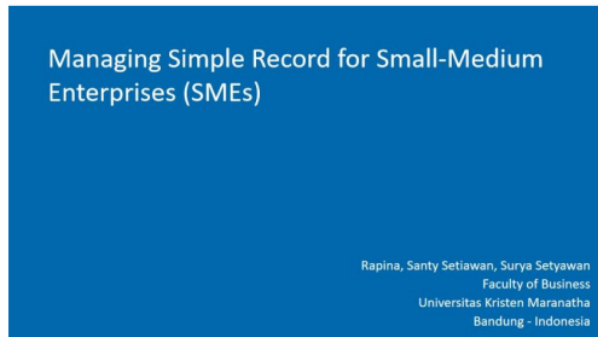 Managing Simple Record for Small-Medium
Enterprises (SMEs)
Rapina, Santy Setiawan, Surya Setyawan
Faculty of Business
Universitas Kristen Maranatha
Bandung - Indonesia